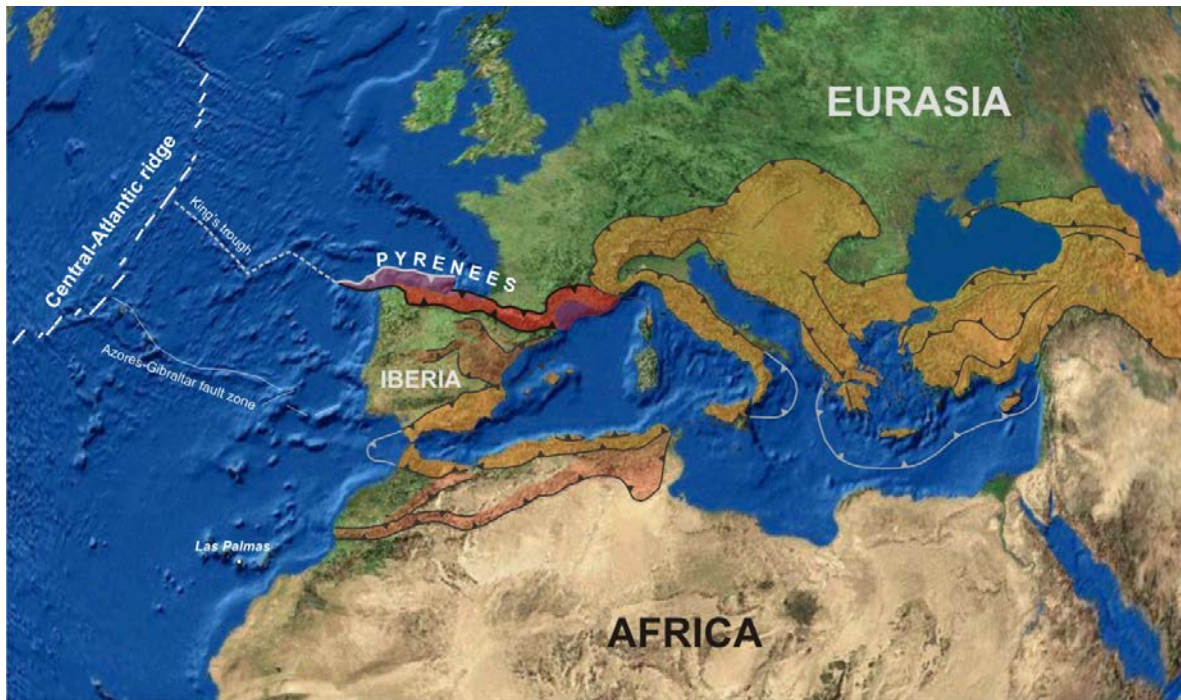 EURASIA
Central-Atlantic ridge
King's trough
PYRENEES
Azores-Gibraltar fault zone
IBERIA
Las Palmas
AFRICA